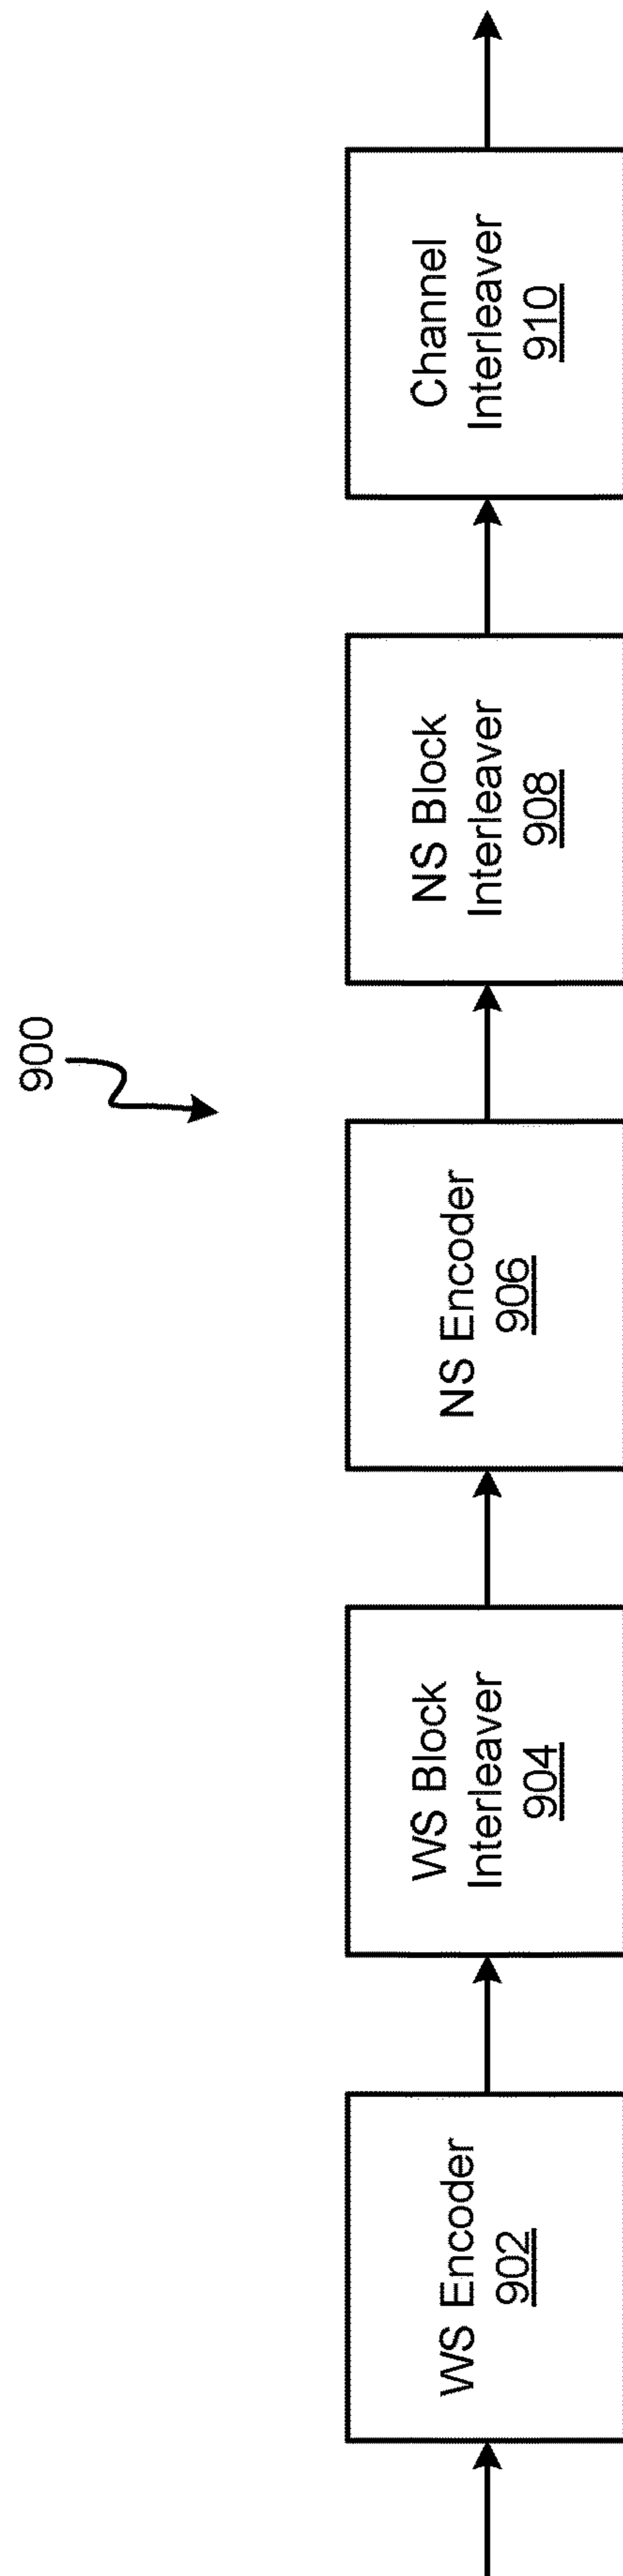 900
WS Encoder
902
WS Block
Interleaver
904
NS Encoder
906
NS Block
Interleaver
908
Channel
Interleaver
910